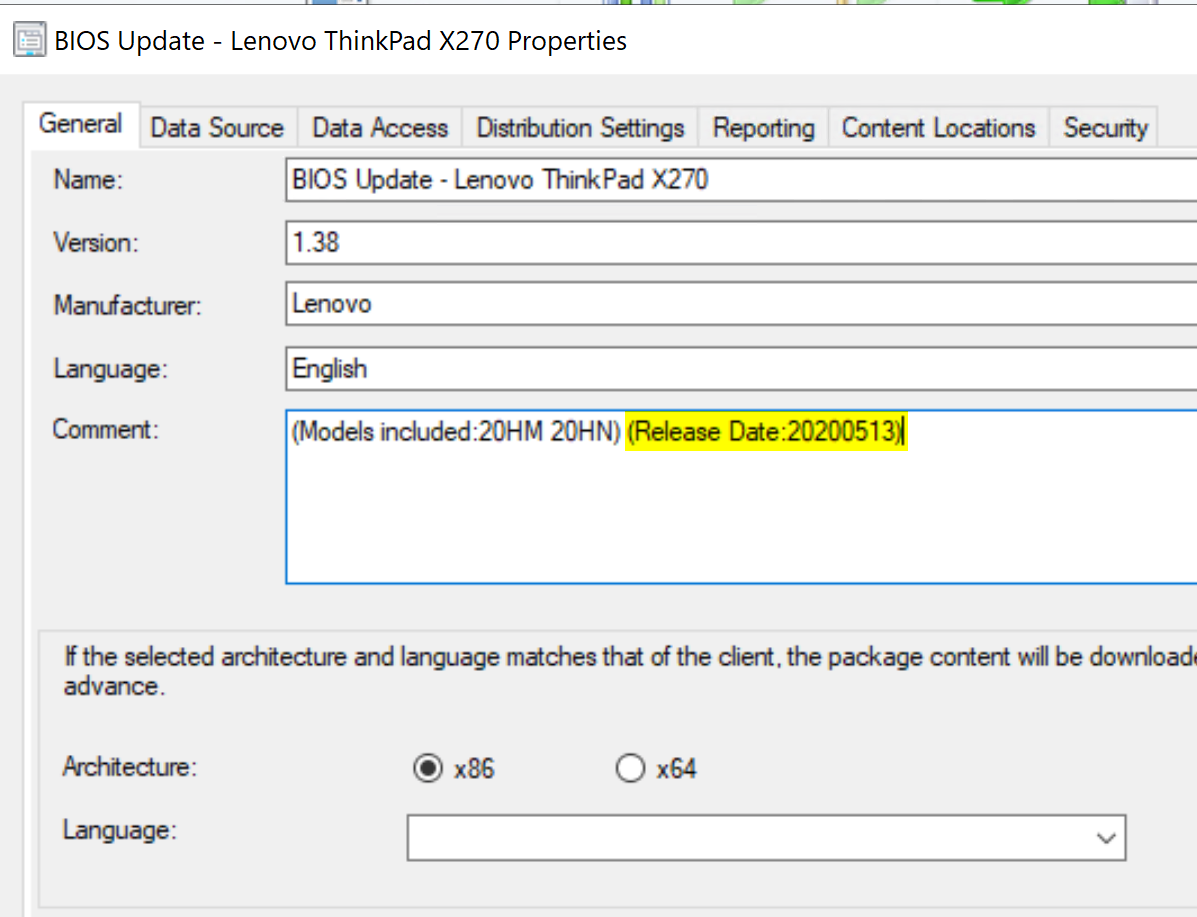 BIOS Update - Lenovo ThinkPad X270 Properties
General Data Source Data Access Distribution Settings Reporting Content Locations Security
Name: BIOS Update - Lenovo ThinkPad X270
Version: 1.38
Manufacturer: Lenovo
Language: English
Comment: (Models included:20HM 20HN) (Release Date:20200513)
If the selected architecture and language matches that of the client, the package content will be downloade
advance.
Architecture: x86 x64
Language: